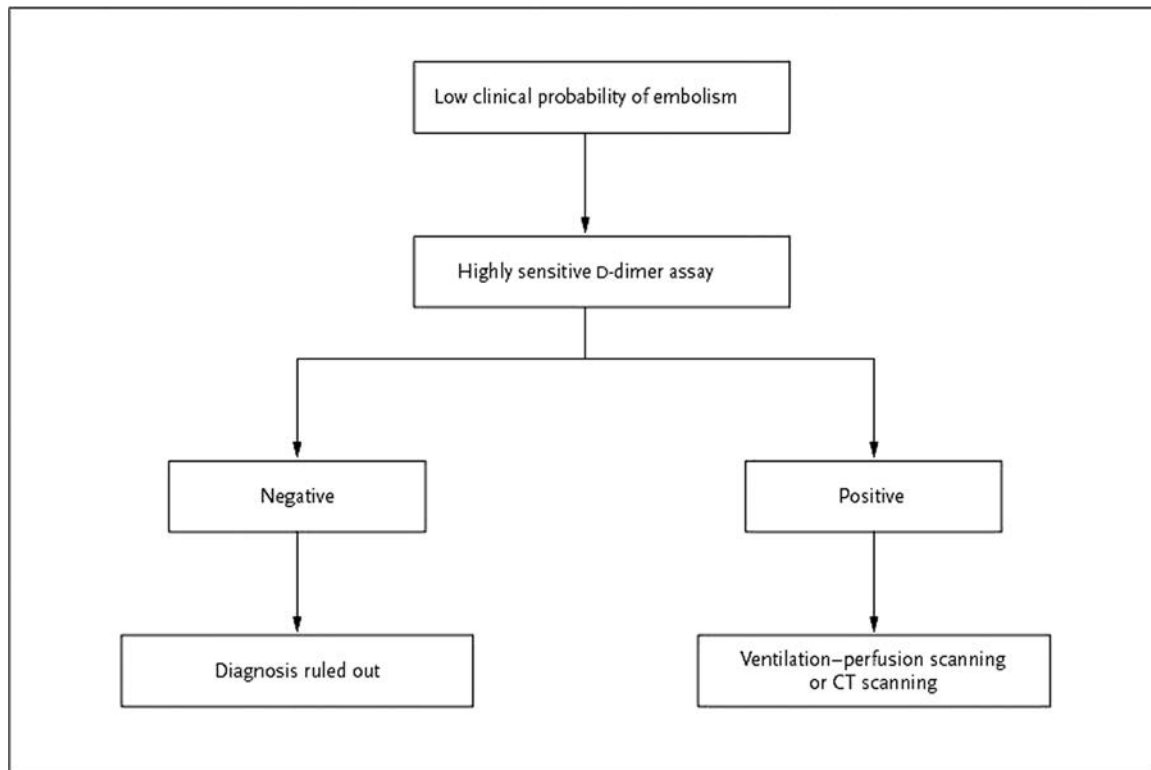 Low clinical probability of embolism
Highly sensitive D-dimer assay
Negative
Positive
Diagnosis ruled out
Ventilation–perfusion scanning
or CT scanning